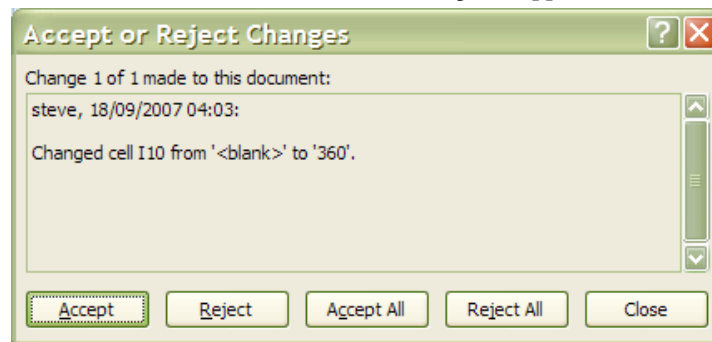 Accept or Reject Changes
Change 1 of 1 made to this document:
steve, 18/09/2007 04:03:
Changed cell I10 from '<blank>' to '360'.
Accept Reject Accept All Reject All Close